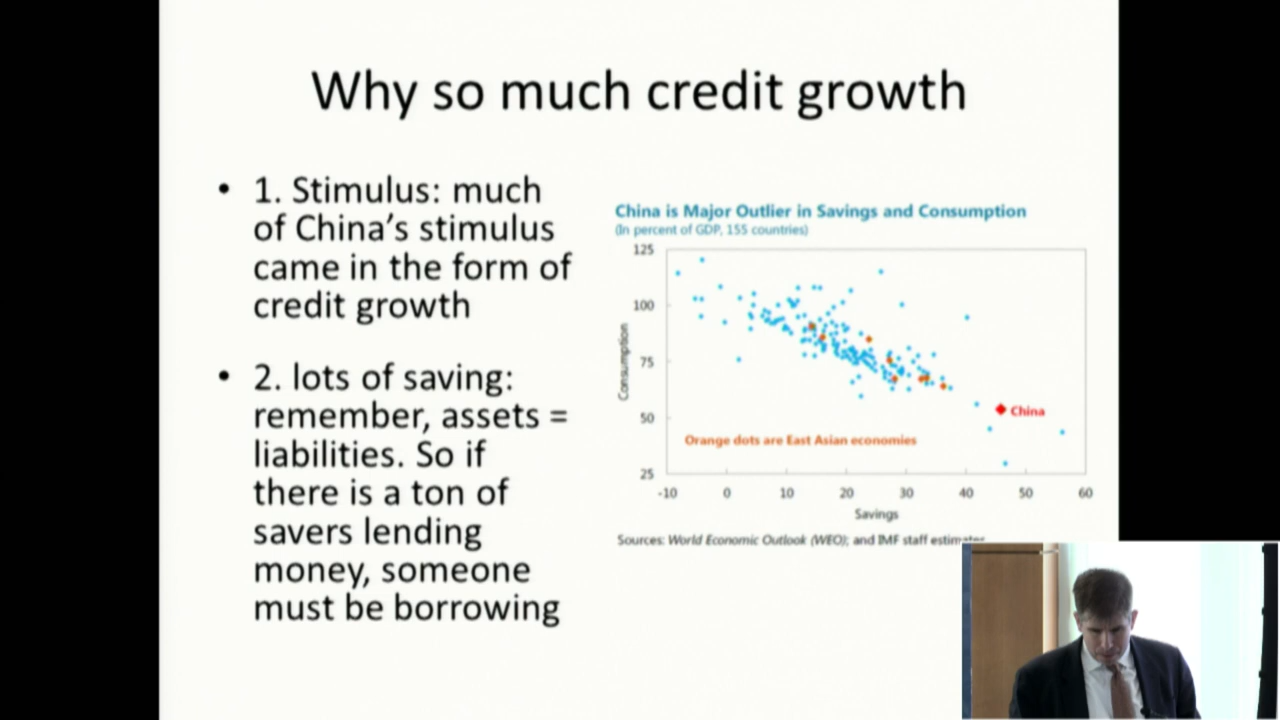 Why so much credit growth
• 1. Stimulus: much
of China's stimulus
came in the form of
credit growth
• 2. lots of saving:
remember, assets =
liabilities. So if
there is a ton of
savers lending
money, someone
must be borrowing
China is Major Outlier in Savings and Consumption
(In percent of GDP, 155 countries)
125
100
75
50
25
Consumption
China
Orange dots are East Asian economies
-10 0 10 20 30 40 50 60
Savings
Sources: World Economic Outlook (WEO); and IMF staff estimates